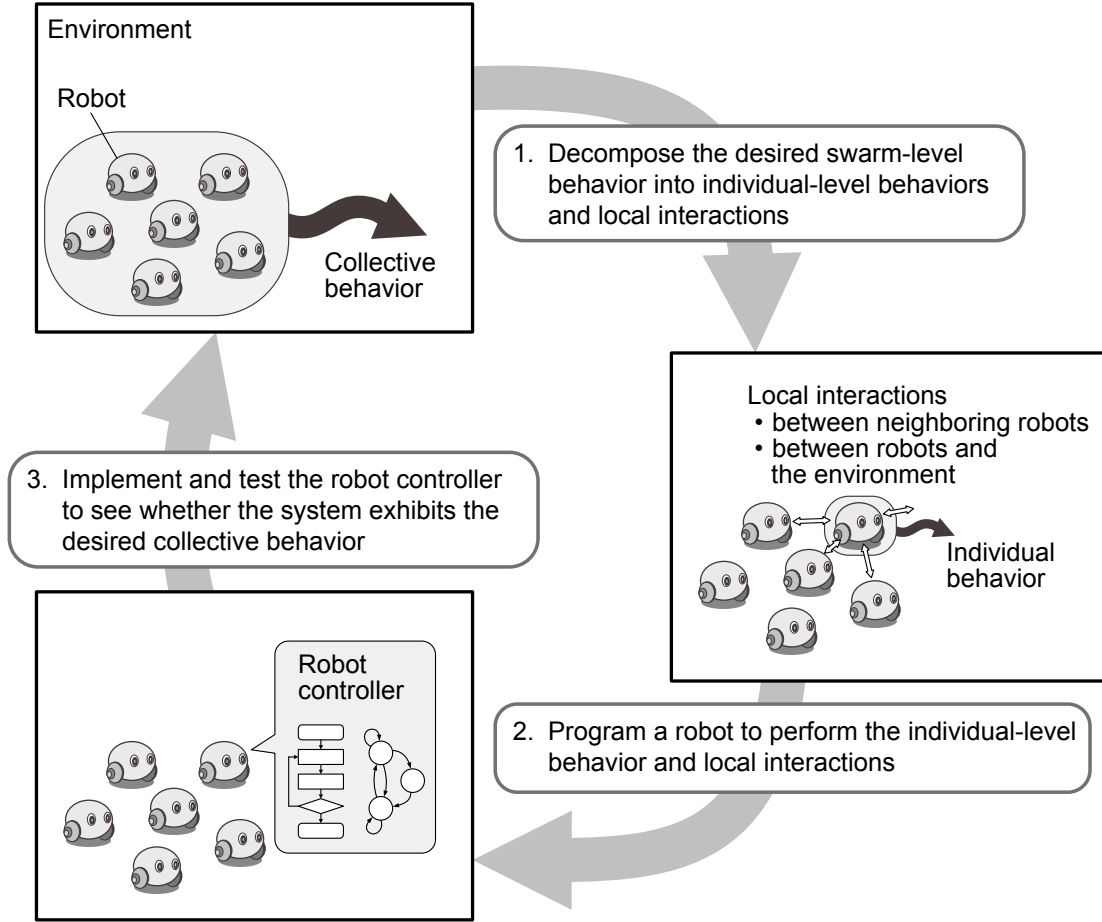 Environment
Robot
Collective
behavior
1. Decompose the desired swarm-level
behavior into individual-level behaviors
and local interactions
Local interactions
• between neighboring robots
• between robots and
the environment
Individual
behavior
2. Program a robot to perform the individual-level
behavior and local interactions
3. Implement and test the robot controller
to see whether the system exhibits the
desired collective behavior
Robot
controller